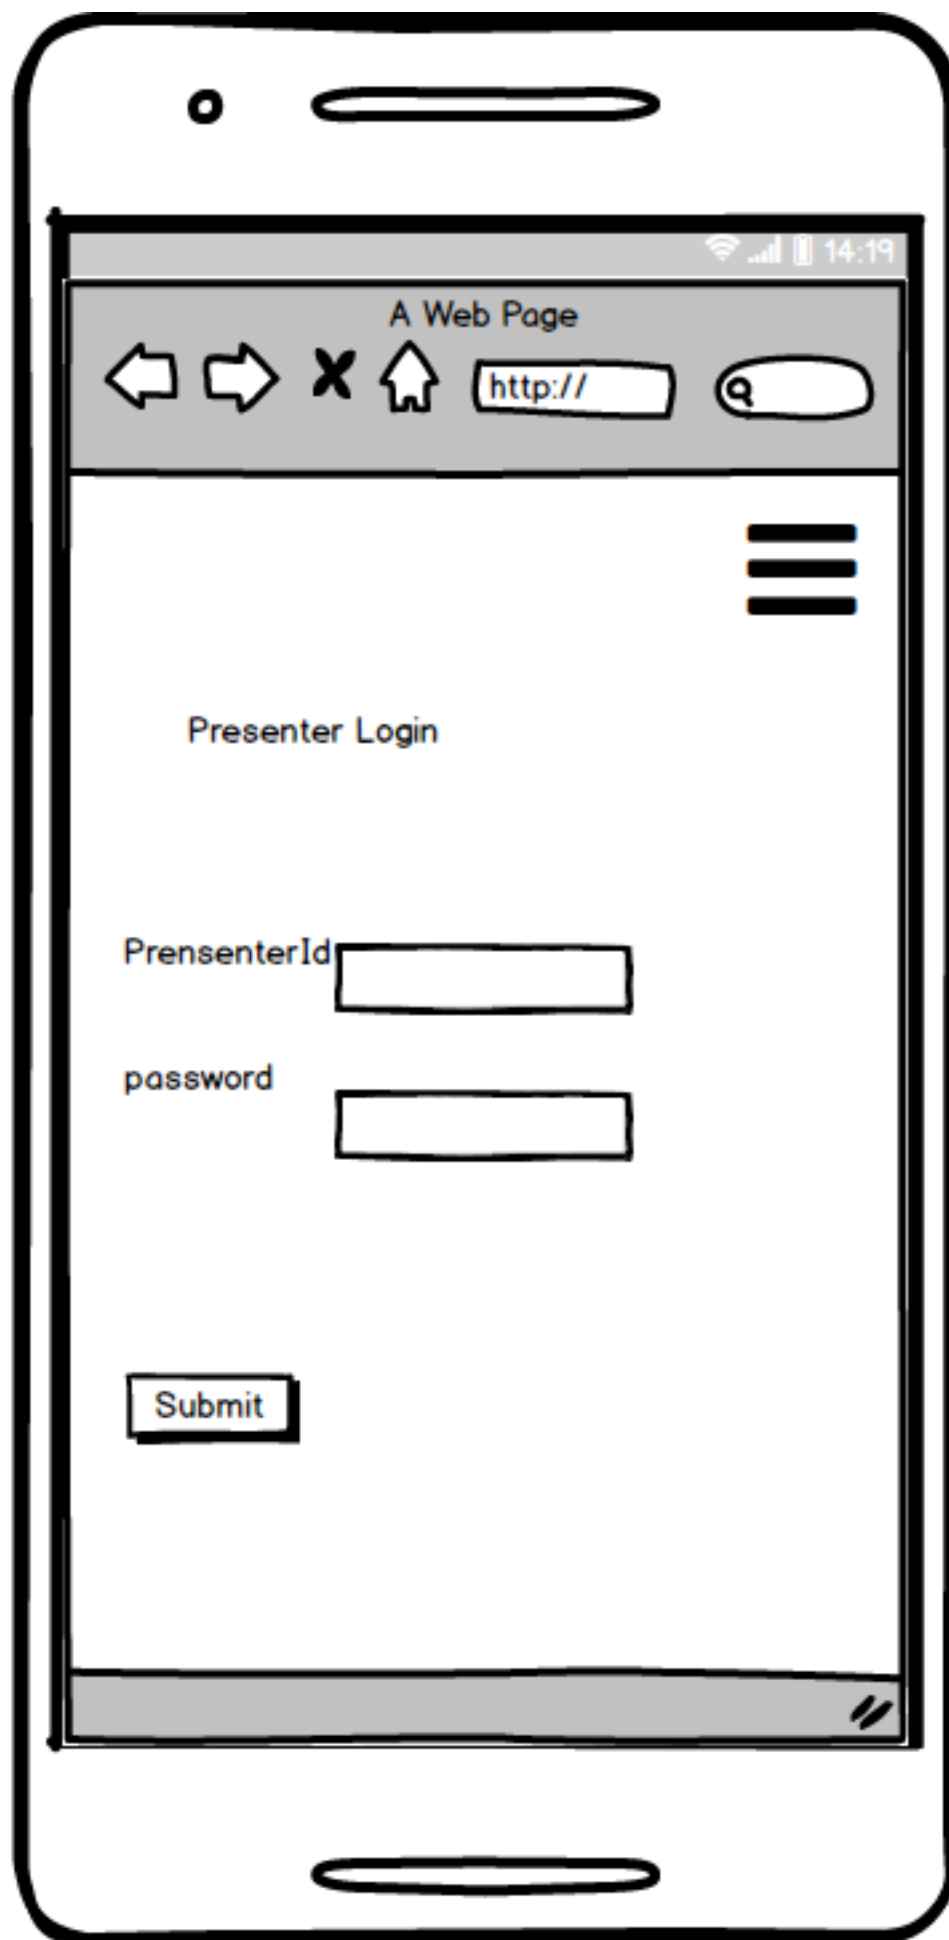 14:19
A Web Page
http://
Presenter Login
PrensenterId
password
Submit